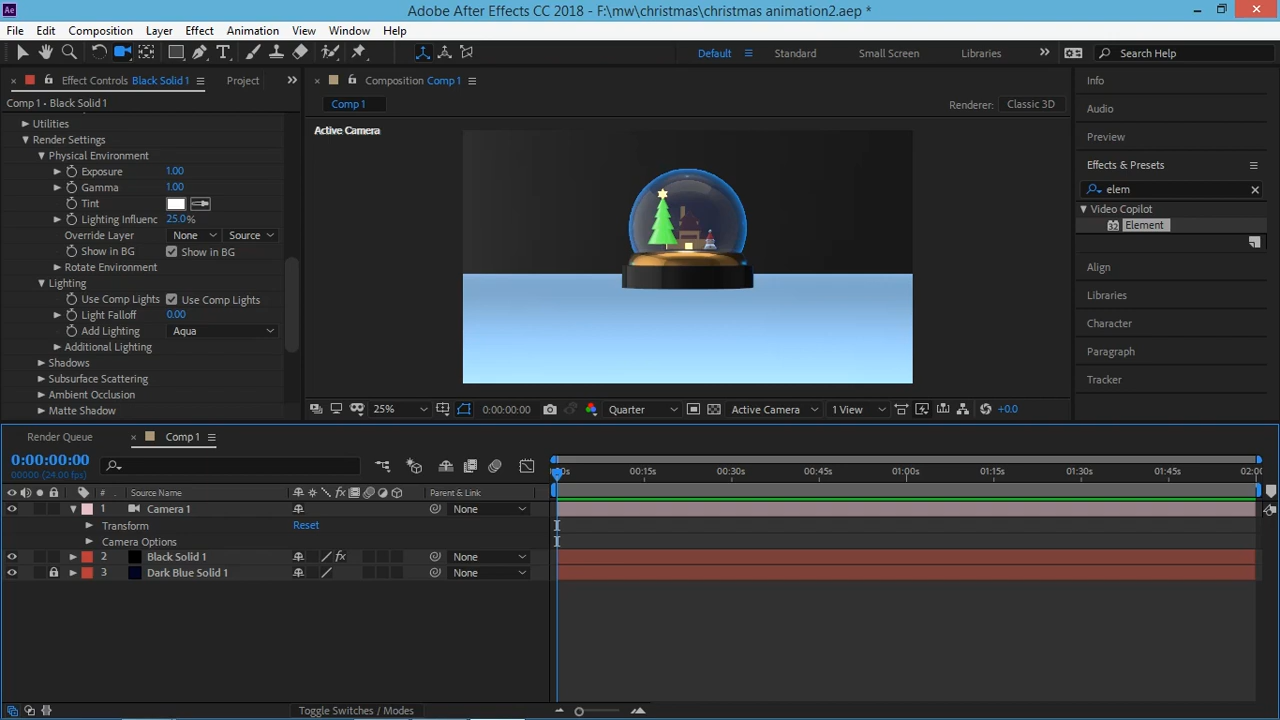 Ae
Adobe After Effects CC 2018 - F:\mw\christmas\christmas animation2.aep *
File Edit Composition Layer Effect Animation View Window Help
Default Standard Small Screen Libraries Search Help
Effect Controls Black Solid 1 Project
Composition Comp 1
Info
Comp 1 • Black Solid 1
Comp 1
Renderer: Classic 3D
Audio
Utilities
Active Camera
Preview
Render Settings
Physical Environment
Effects & Presets
Exposure 1.00
Gamma 1.00
elem
Tint
Video Copilot
Lighting Influenc 25.0%
32 Element
Override Layer None Source
Show in BG Show in BG
Rotate Environment
Align
Lighting
Use Comp Lights Use Comp Lights
Libraries
Light Falloff 0.00
Character
Add Lighting Aqua
Additional Lighting
Paragraph
Shadows
Subsurface Scattering
Tracker
Ambient Occlusion
Matte Shadow
25% 0:00:00:00 Quarter Active Camera 1 View +0.0
Render Queue Comp 1
0:00:00:00
00000 (24.00 fps)
:00s 00:15s 00:30s 00:45s 01:00s 01:15s 01:30s 01:45s 02:00
# Source Name Parent & Link
1 Camera 1 None
Transform Reset
Camera Options
2 Black Solid 1 fx None
3 Dark Blue Solid 1 None
Toggle Switches / Modes